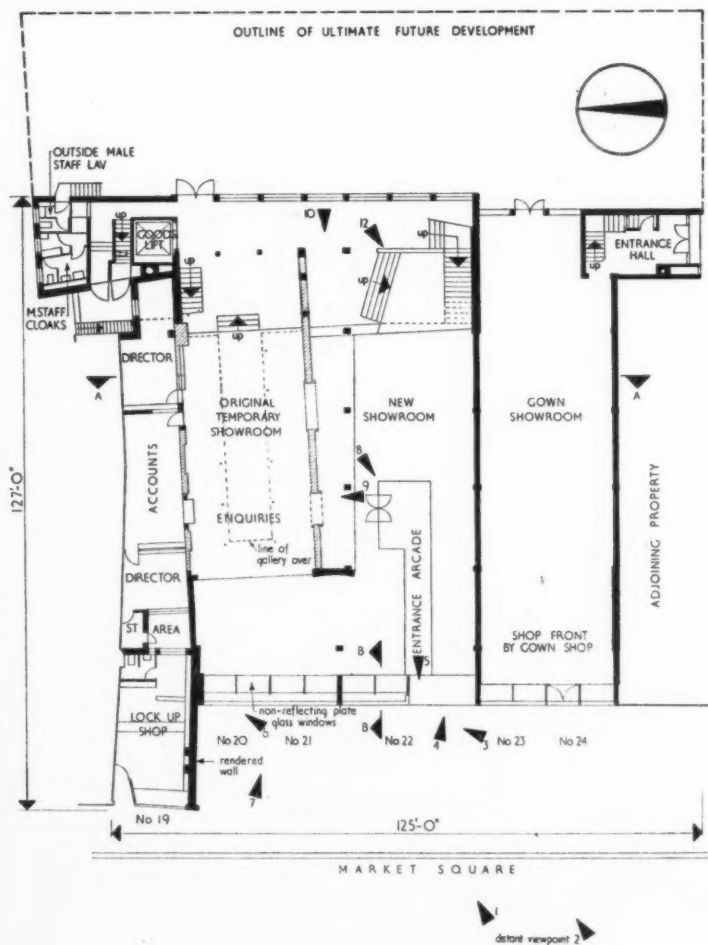 OUTLINE OF ULTIMATE FUTURE DEVELOPMENT
OUTSIDE MALE
STAFF LAV
up
GOODS
LIFT
10
12
up
up
ENTRANCE
HALL
up
up
up
M.STAFF
CLOAKS
DIRECTOR
A
A
ORIGINAL
TEMPORARY
SHOWROOM
NEW
SHOWROOM
GOWN
SHOWROOM
127'-0"
ACCOUNTS
8
9
ENQUIRIES
line of
gallery over
ADJOINING PROPERTY
DIRECTOR
ENTRANCE ARCADE
ST
AREA
B
SHOP FRONT
BY GOWN SHOP
5
non-reflecting plate
glass windows
LOCK UP
SHOP
6
B
No 20
No 21
No 22
4
3
No 23
No 24
rendered
wall
7
No 19
125'-0"
MARKET SQUARE
1
distant viewpoint 2